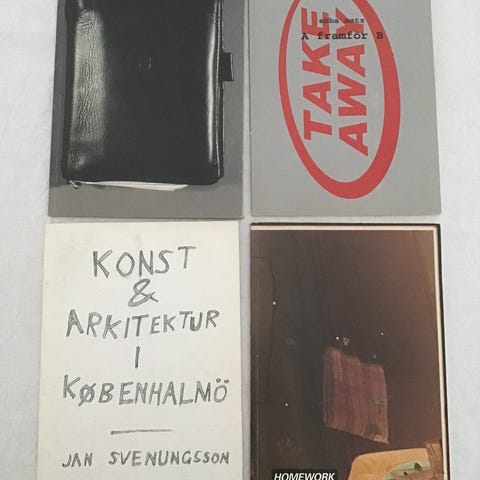 ebba matz
A framför B
TAKE
AWAY
KONST
&
ARKITEKTUR
I
KØBENHALMÖ
JAN SVENUNGSSON
HOMEWORK